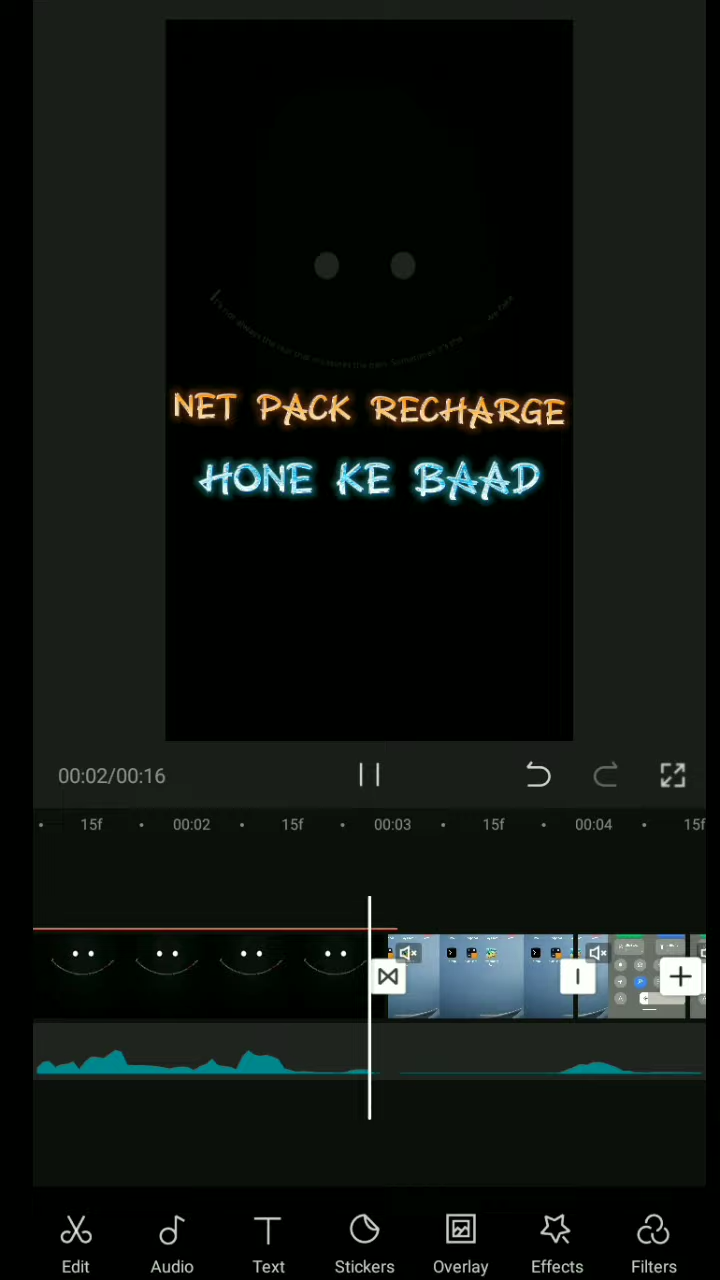 NET PACK RECHARGE
HONE KE BAAD
00:02/00:16
15f 00:02 15f 00:03 15f 00:04 15f
Edit Audio Text Stickers Overlay Effects Filters